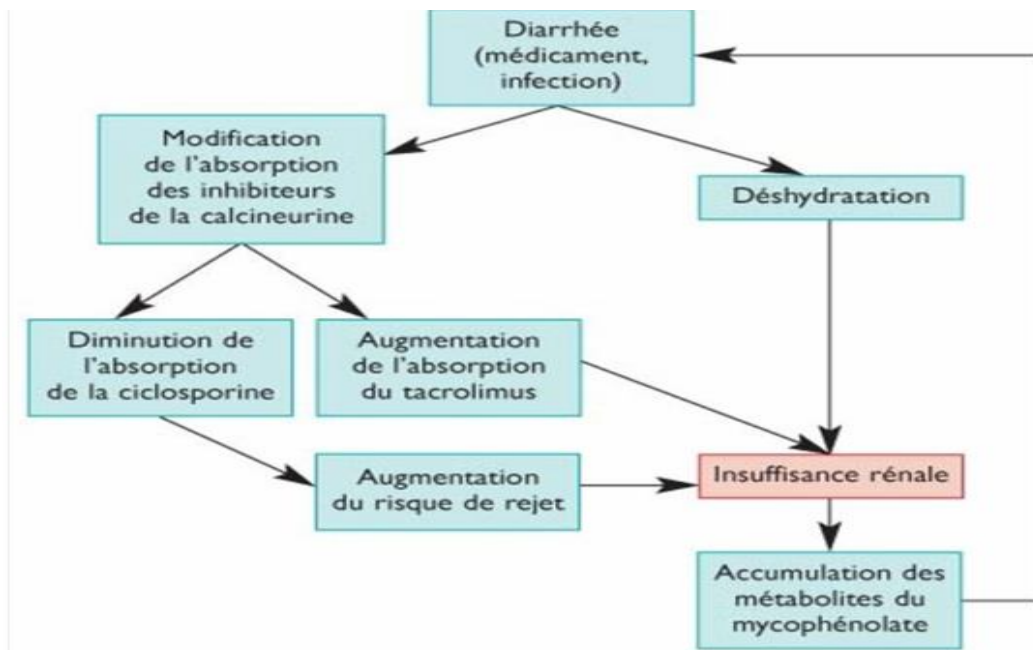 Diarrhée
(médicament,
infection)
Modification
de l'absorption
des inhibiteurs
de la calcineurine
Déshydratation
Diminution de
l'absorption
de la ciclosporine
Augmentation
de l'absorption
du tacrolimus
Augmentation
du risque de rejet
Insuffisance rénale
Accumulation des
métabolites du
mycophénolate